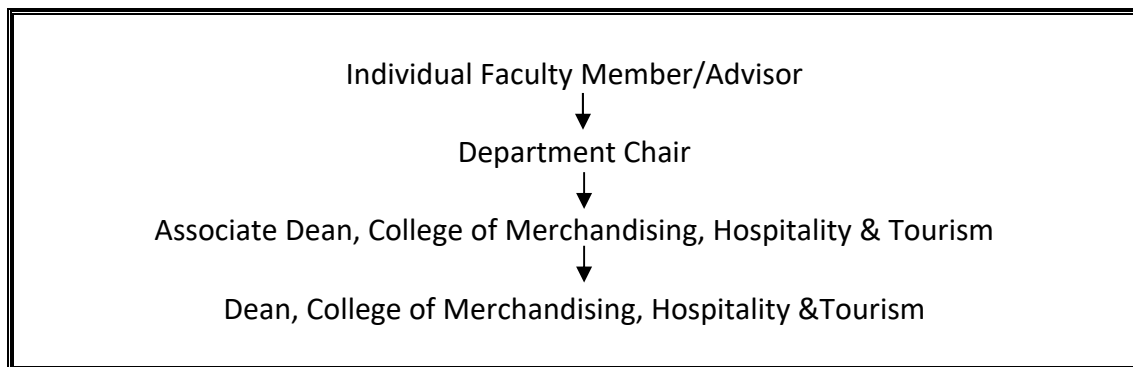 Individual Faculty Member/Advisor
Department Chair
Associate Dean, College of Merchandising, Hospitality & Tourism
Dean, College of Merchandising, Hospitality &Tourism